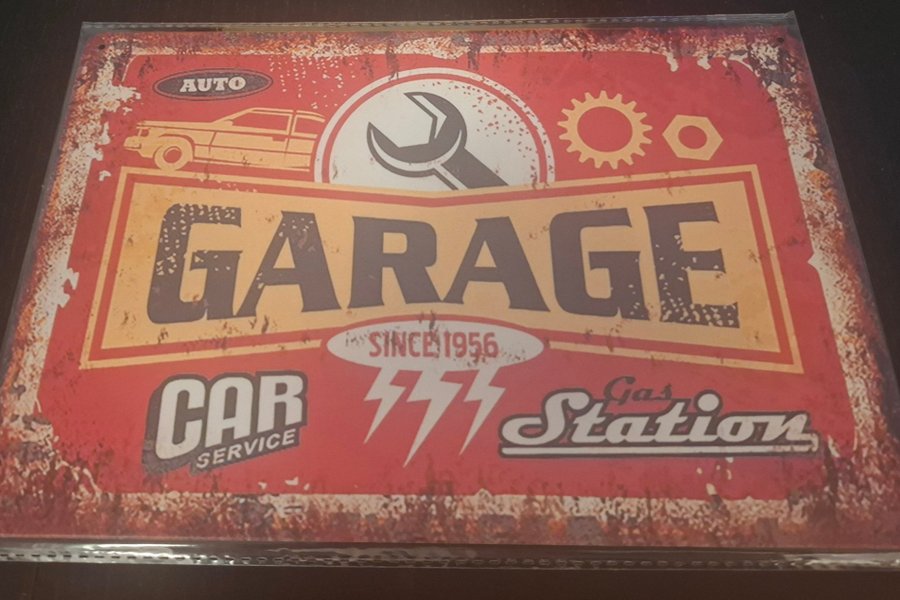 AUTO
GARAGE
SINCE 1956
CAR
SERVICE
Gas
Station